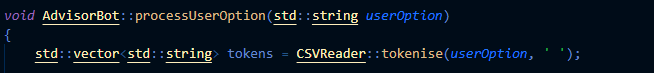 void AdvisorBot::processUserOption(std::string userOption)
{
std::vector<std::string> tokens = CSVReader::tokenise(userOption, ' ');